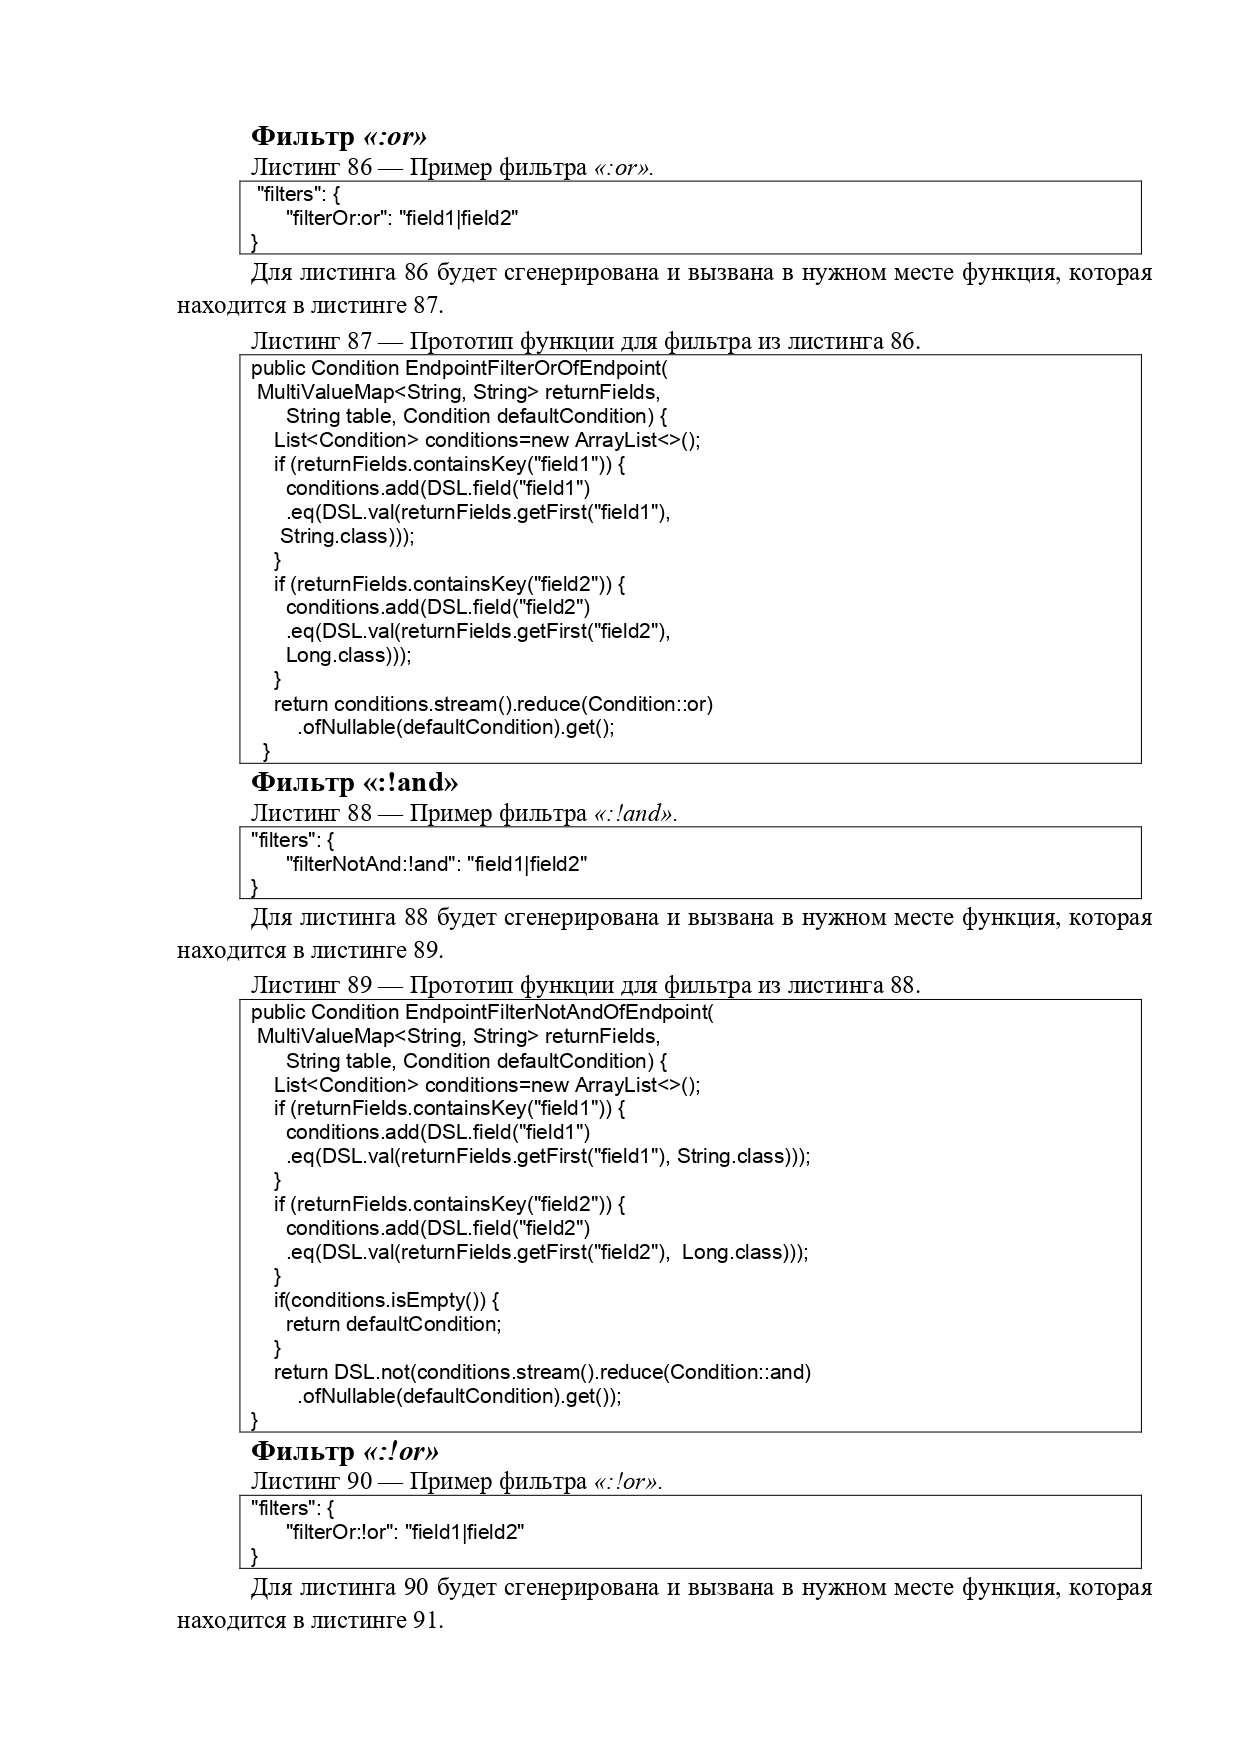 Фильтр «:or»
Листинг 86 — Пример фильтра «:or».
"filters": {
"filterOr:or": "field1|field2"
}
Для листинга 86 будет сгенерирована и вызвана в нужном месте функция, которая
находится в листинге 87.
Листинг 87 — Прототип функции для фильтра из листинга 86.
public Condition EndpointFilterOrOfEndpoint(
MultiValueMap<String, String> returnFields,
String table, Condition defaultCondition) {
List<Condition> conditions=new ArrayList<>();
if (returnFields.containsKey("field1")) {
conditions.add(DSL.field("field1")
.eq(DSL.val(returnFields.getFirst("field1"),
String.class)));
}
if (returnFields.containsKey("field2")) {
conditions.add(DSL.field("field2")
.eq(DSL.val(returnFields.getFirst("field2"),
Long.class)));
}
return conditions.stream().reduce(Condition::or)
.ofNullable(defaultCondition).get();
}
Фильтр «:!and»
Листинг 88 — Пример фильтра «:!and».
"filters": {
"filterNotAnd:!and": "field1|field2"
}
Для листинга 88 будет сгенерирована и вызвана в нужном месте функция, которая
находится в листинге 89.
Листинг 89 — Прототип функции для фильтра из листинга 88.
public Condition EndpointFilterNotAndOfEndpoint(
MultiValueMap<String, String> returnFields,
String table, Condition defaultCondition) {
List<Condition> conditions=new ArrayList<>();
if (returnFields.containsKey("field1")) {
conditions.add(DSL.field("field1")
.eq(DSL.val(returnFields.getFirst("field1"), String.class)));
}
if (returnFields.containsKey("field2")) {
conditions.add(DSL.field("field2")
.eq(DSL.val(returnFields.getFirst("field2"),  Long.class)));
}
if(conditions.isEmpty()) {
return defaultCondition;
}
return DSL.not(conditions.stream().reduce(Condition::and)
.ofNullable(defaultCondition).get());
}
Фильтр «:!or»
Листинг 90 — Пример фильтра «:!or».
"filters": {
"filterOr:!or": "field1|field2"
}
Для листинга 90 будет сгенерирована и вызвана в нужном месте функция, которая
находится в листинге 91.